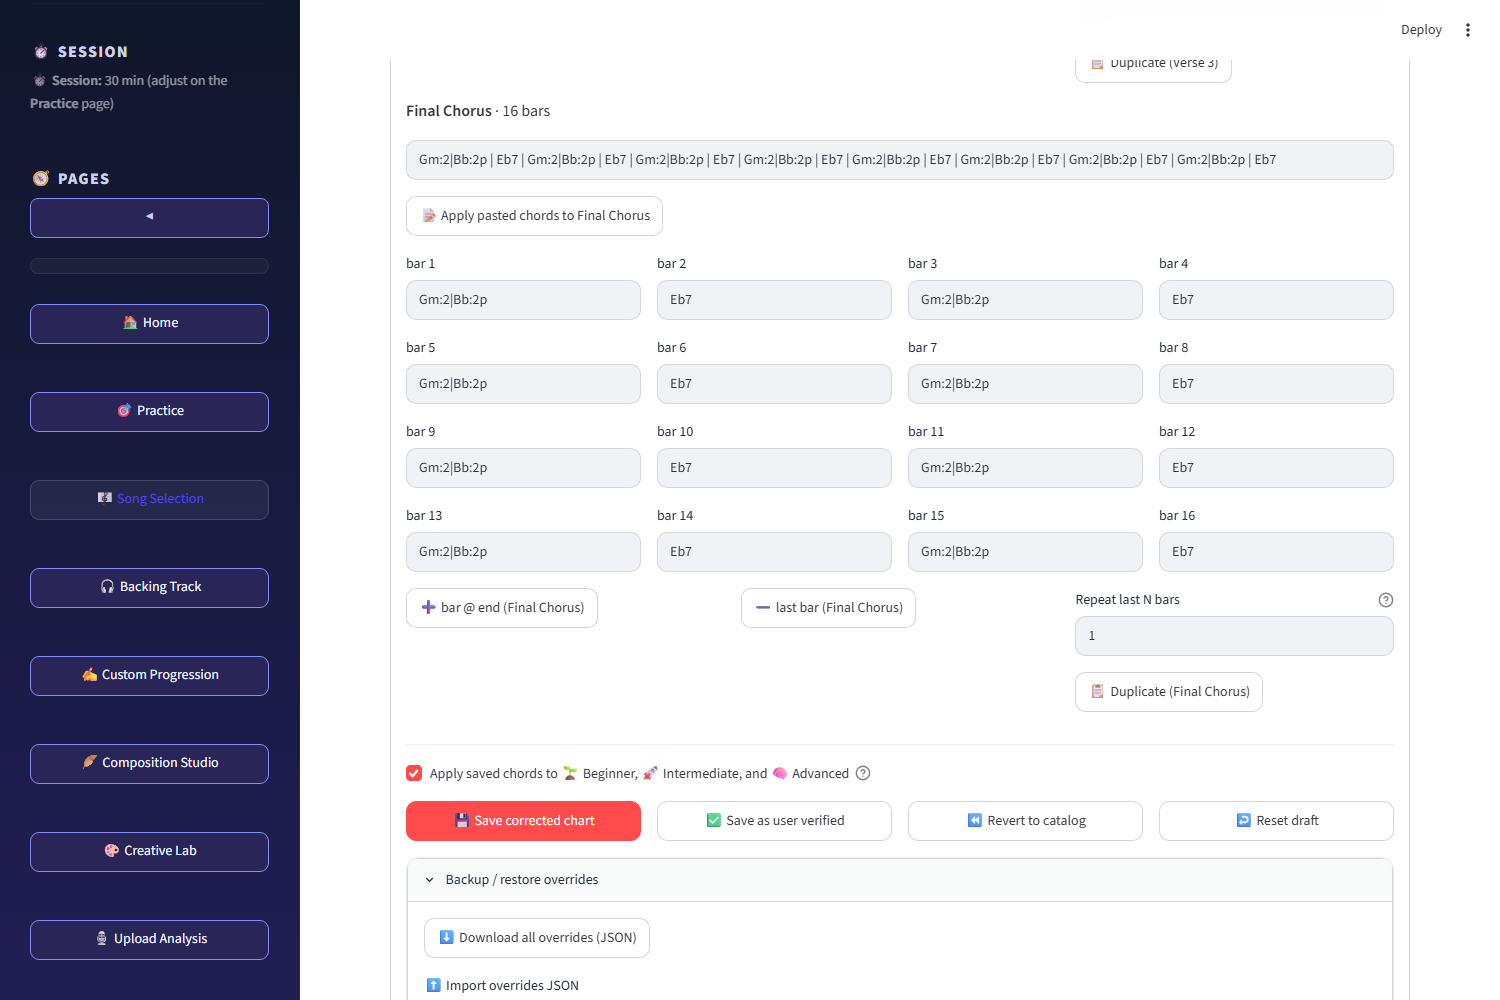 SESSION
Session: 30 min (adjust on the
Practice page)
PAGES
Home
Practice
Song Selection
Backing Track
Custom Progression
Composition Studio
Creative Lab
Upload Analysis
Deploy
Duplicate (Verse 3)
Final Chorus · 16 bars
Gm:2|Bb:2p | Eb7 | Gm:2|Bb:2p | Eb7 | Gm:2|Bb:2p | Eb7 | Gm:2|Bb:2p | Eb7 | Gm:2|Bb:2p | Eb7 | Gm:2|Bb:2p | Eb7 | Gm:2|Bb:2p | Eb7 | Gm:2|Bb:2p | Eb7
Apply pasted chords to Final Chorus
bar 1 bar 2 bar 3 bar 4
Gm:2|Bb:2p Eb7 Gm:2|Bb:2p Eb7
bar 5 bar 6 bar 7 bar 8
Gm:2|Bb:2p Eb7 Gm:2|Bb:2p Eb7
bar 9 bar 10 bar 11 bar 12
Gm:2|Bb:2p Eb7 Gm:2|Bb:2p Eb7
bar 13 bar 14 bar 15 bar 16
Gm:2|Bb:2p Eb7 Gm:2|Bb:2p Eb7
bar @ end (Final Chorus) last bar (Final Chorus) Repeat last N bars
1
Duplicate (Final Chorus)
Apply saved chords to Beginner, Intermediate, and Advanced
Save corrected chart Save as user verified Revert to catalog Reset draft
Backup / restore overrides
Download all overrides (JSON)
Import overrides JSON